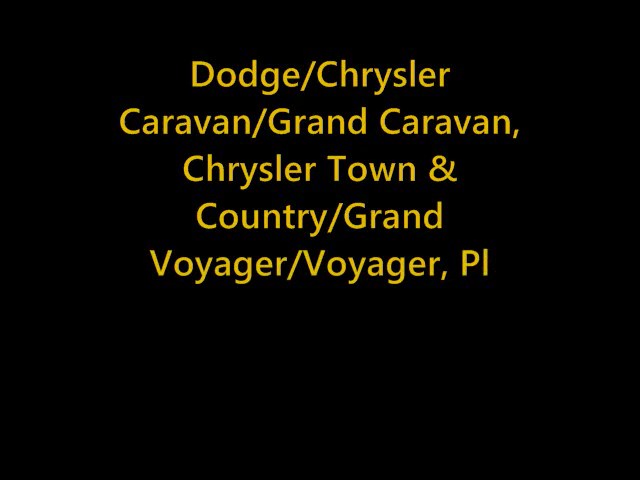 Dodge/Chrysler
Caravan/Grand Caravan,
Chrysler Town &
Country/Grand
Voyager/Voyager, Pl